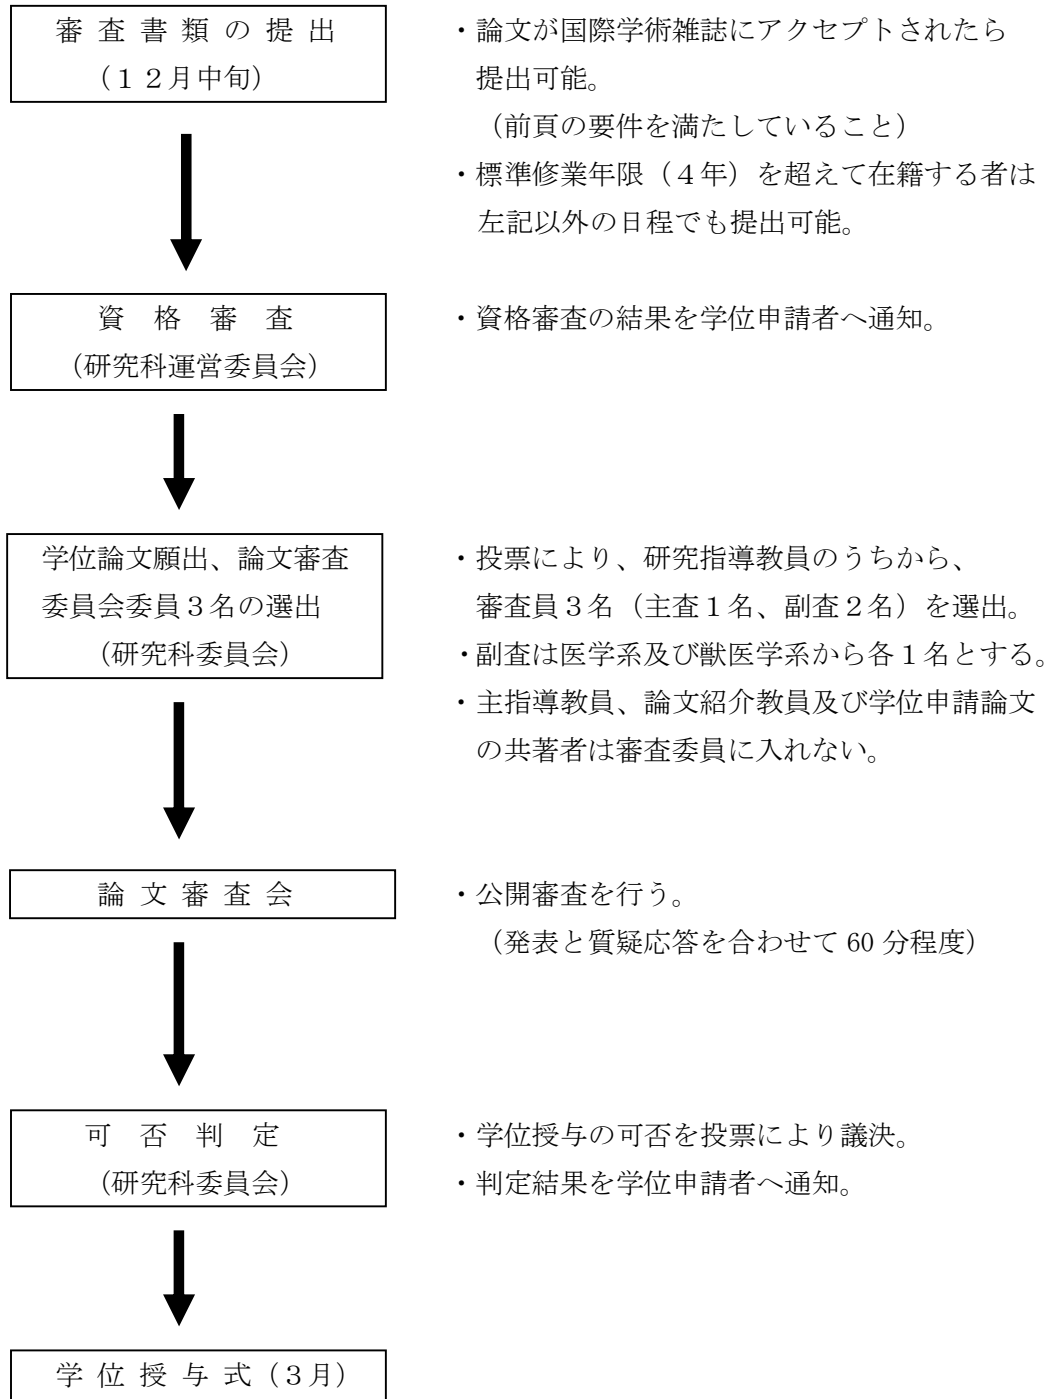 審査書類の提出
（１２月中旬）
・論文が国際学術雑誌にアクセプトされたら
提出可能。
（前頁の要件を満たしていること）
・標準修業年限（４年）を超えて在籍する者は
左記以外の日程でも提出可能。
資格審査
（研究科運営委員会）
・資格審査の結果を学位申請者へ通知。
学位論文願出、論文審査
委員会委員３名の選出
（研究科委員会）
・投票により、研究指導教員のうちから、
審査員３名（主査１名、副査２名）を選出。
・副査は医学系及び獣医学系から各１名とする。
・主指導教員、論文紹介教員及び学位申請論文
の共著者は審査委員に入れない。
論文審査会
・公開審査を行う。
（発表と質疑応答を合わせて 60 分程度）
可否判定
（研究科委員会）
・学位授与の可否を投票により議決。
・判定結果を学位申請者へ通知。
学位授与式（３月）